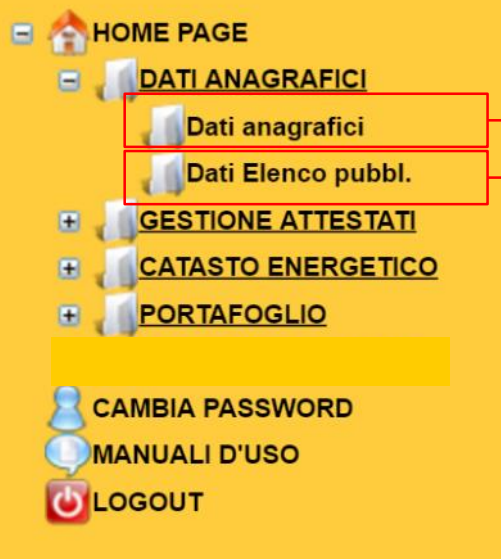 HOME PAGE
DATI ANAGRAFICI
Dati anagrafici
Dati Elenco pubbl.
GESTIONE ATTESTATI
CATASTO ENERGETICO
PORTAFOGLIO
CAMBIA PASSWORD
MANUALI D'USO
LOGOUT